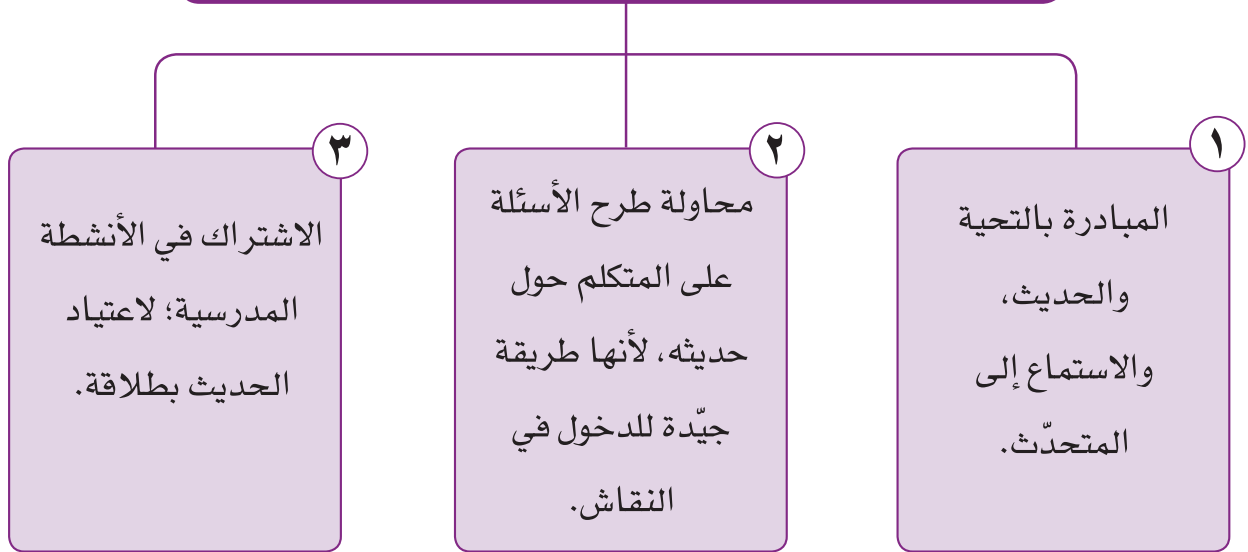 ١
المبادرة بالتحية
والحديث،
والاستماع إلى
المتحدّث.
٢
محاولة طرح الأسئلة
على المتكلم حول
حديثه، لأنها طريقة
جيّدة للدخول في
النقاش.
٣
الاشتراك في الأنشطة
المدرسية؛ لاعتياد
الحديث بطلاقة.